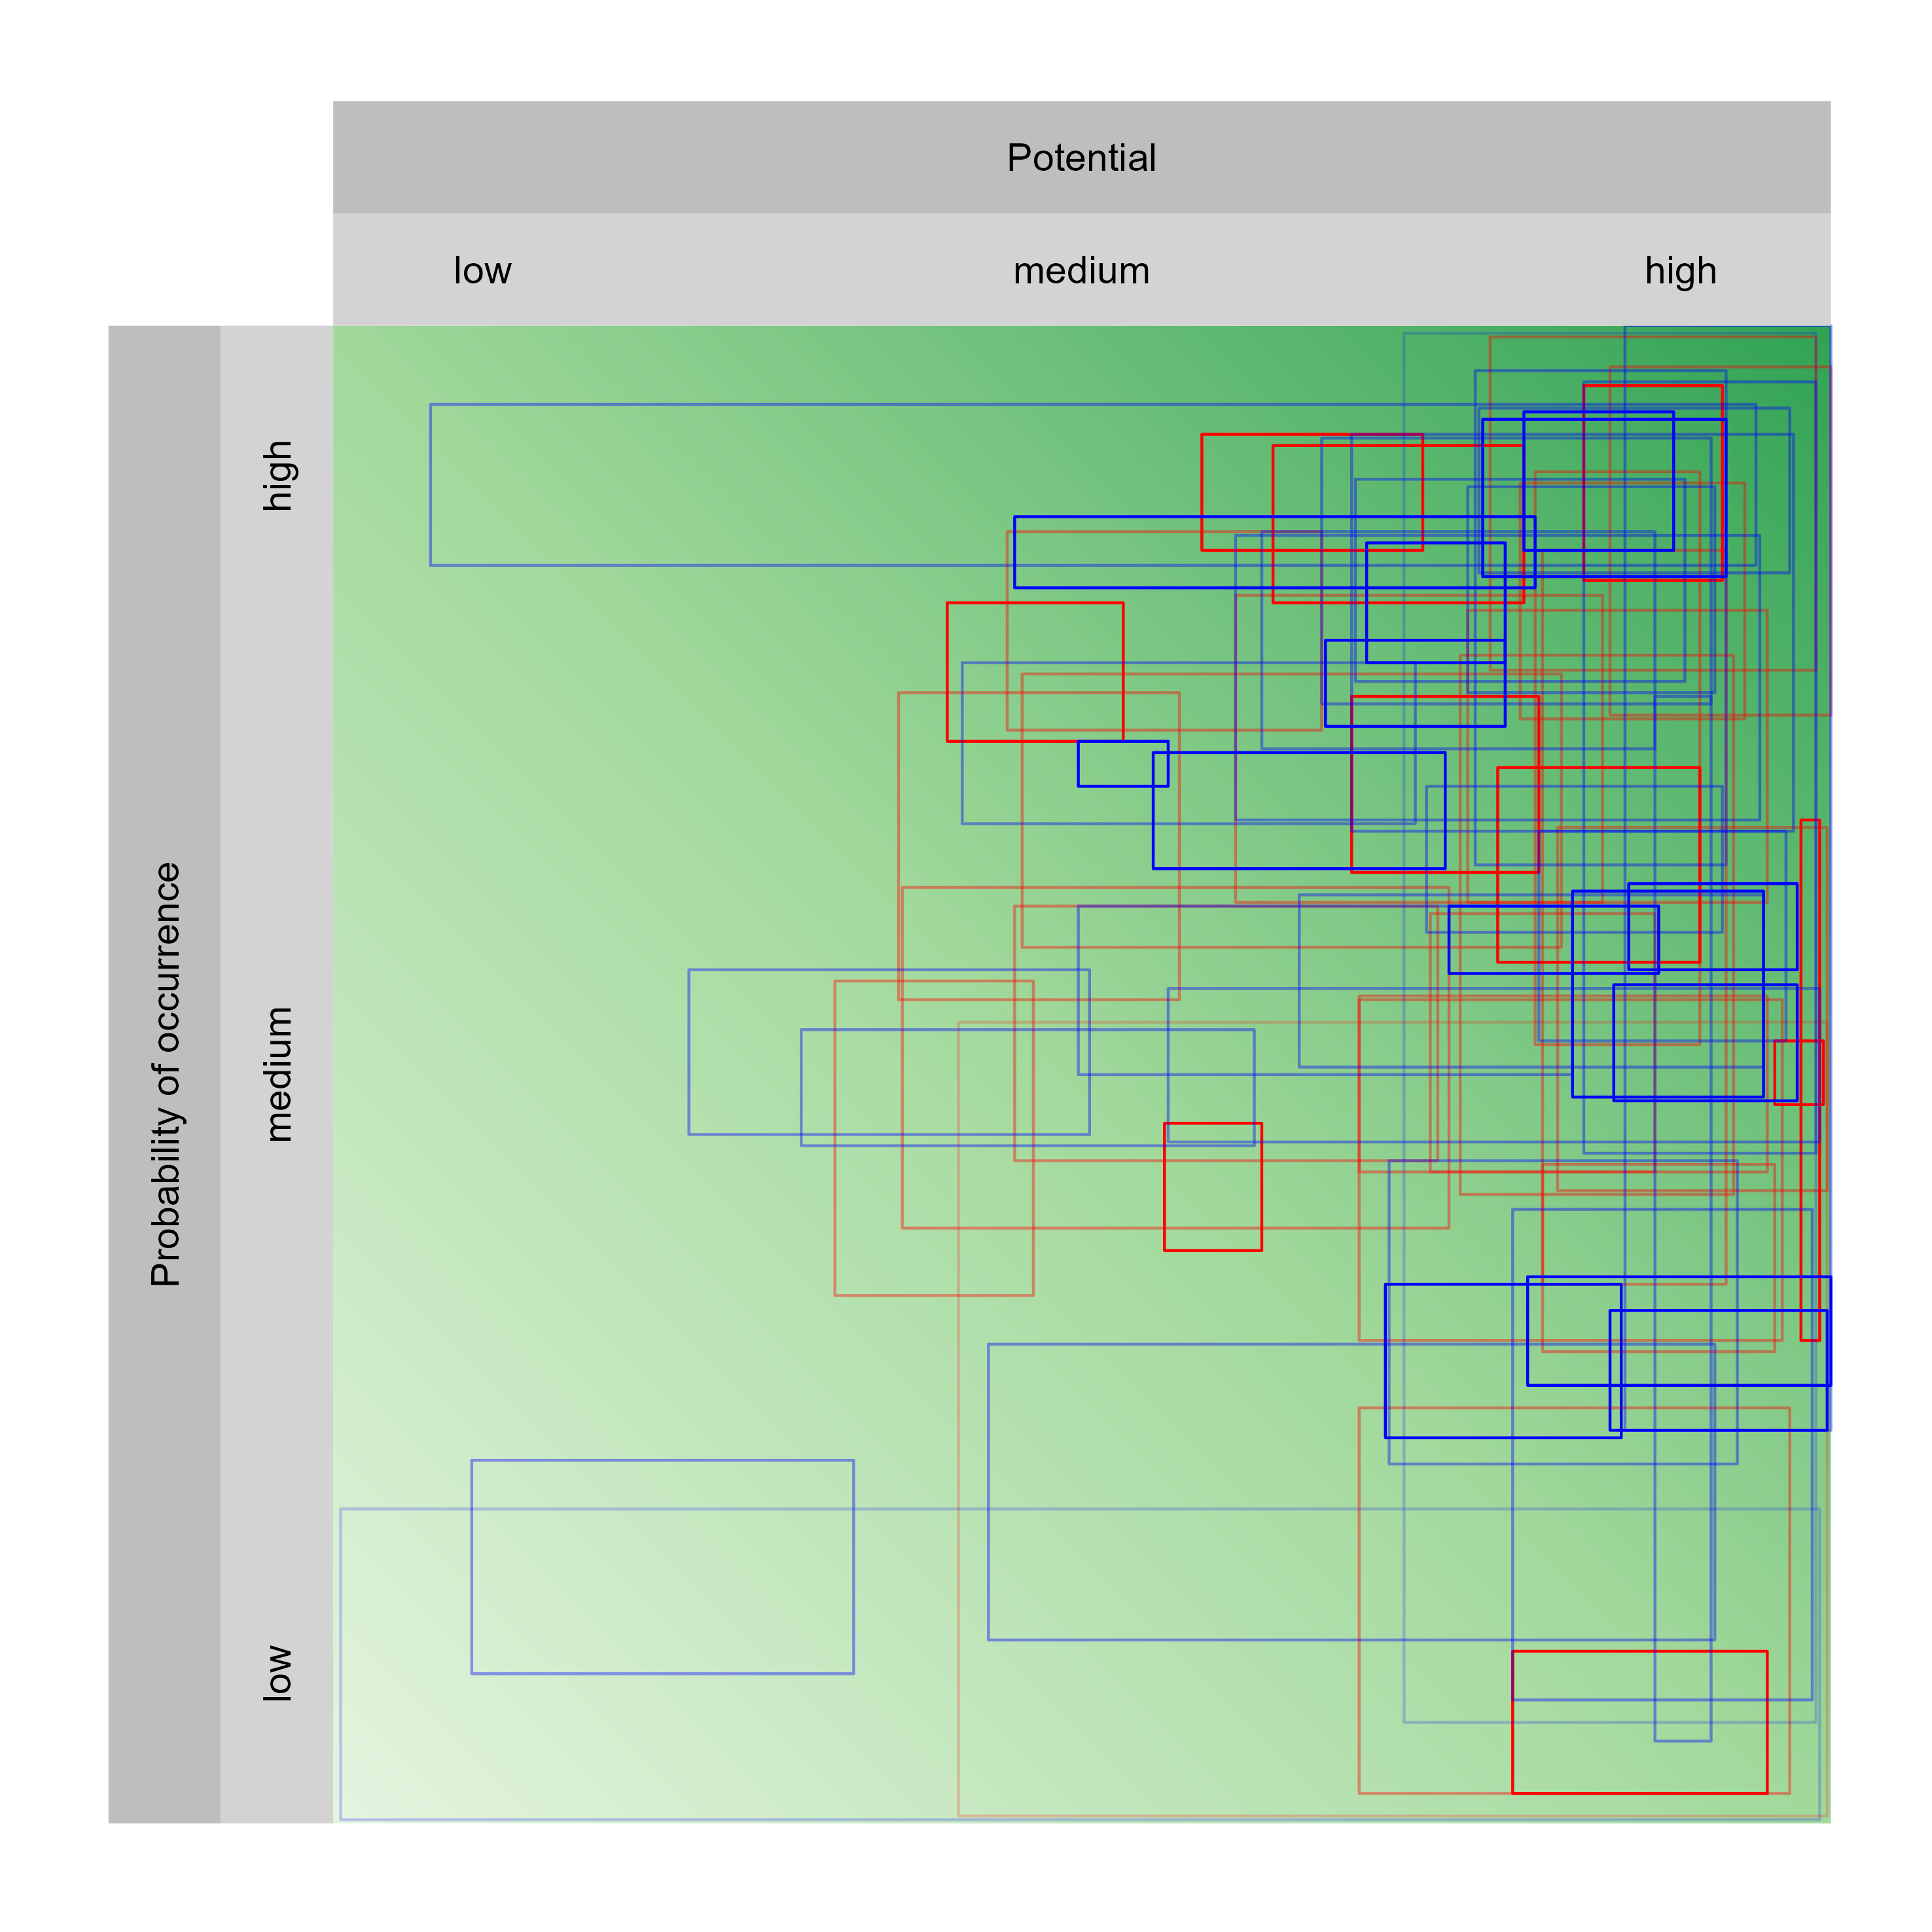 Potential
low
medium
high
Probability of occurrence
high
medium
low